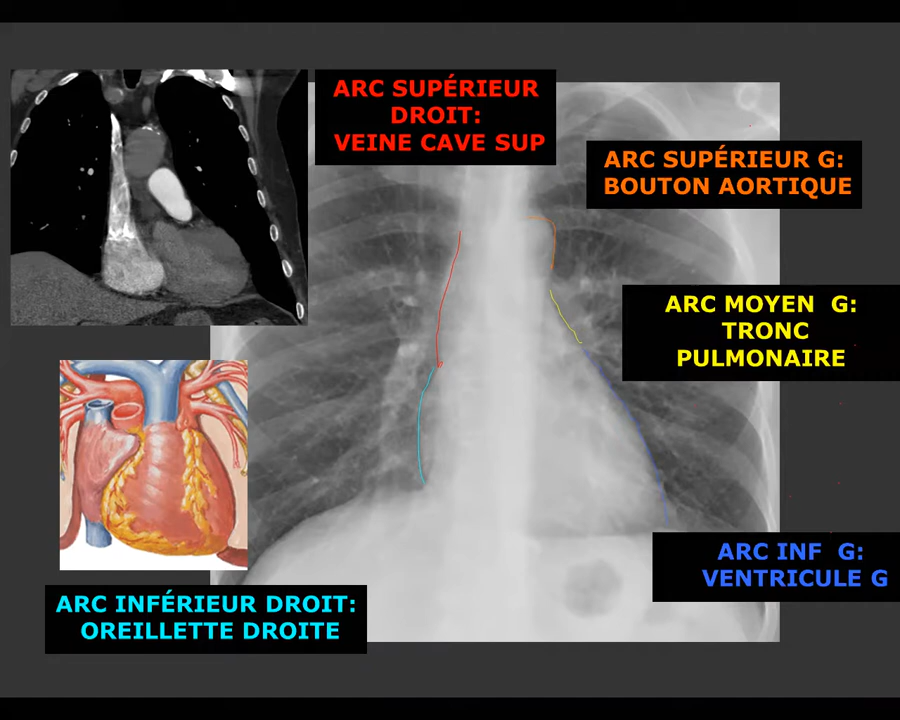 ARC SUPÉRIEUR
DROIT:
VEINE CAVE SUP
ARC SUPÉRIEUR G:
BOUTON AORTIQUE
ARC MOYEN G:
TRONC
PULMONAIRE
ARC INF G:
VENTRICULE G
ARC INFÉRIEUR DROIT:
OREILLETTE DROITE